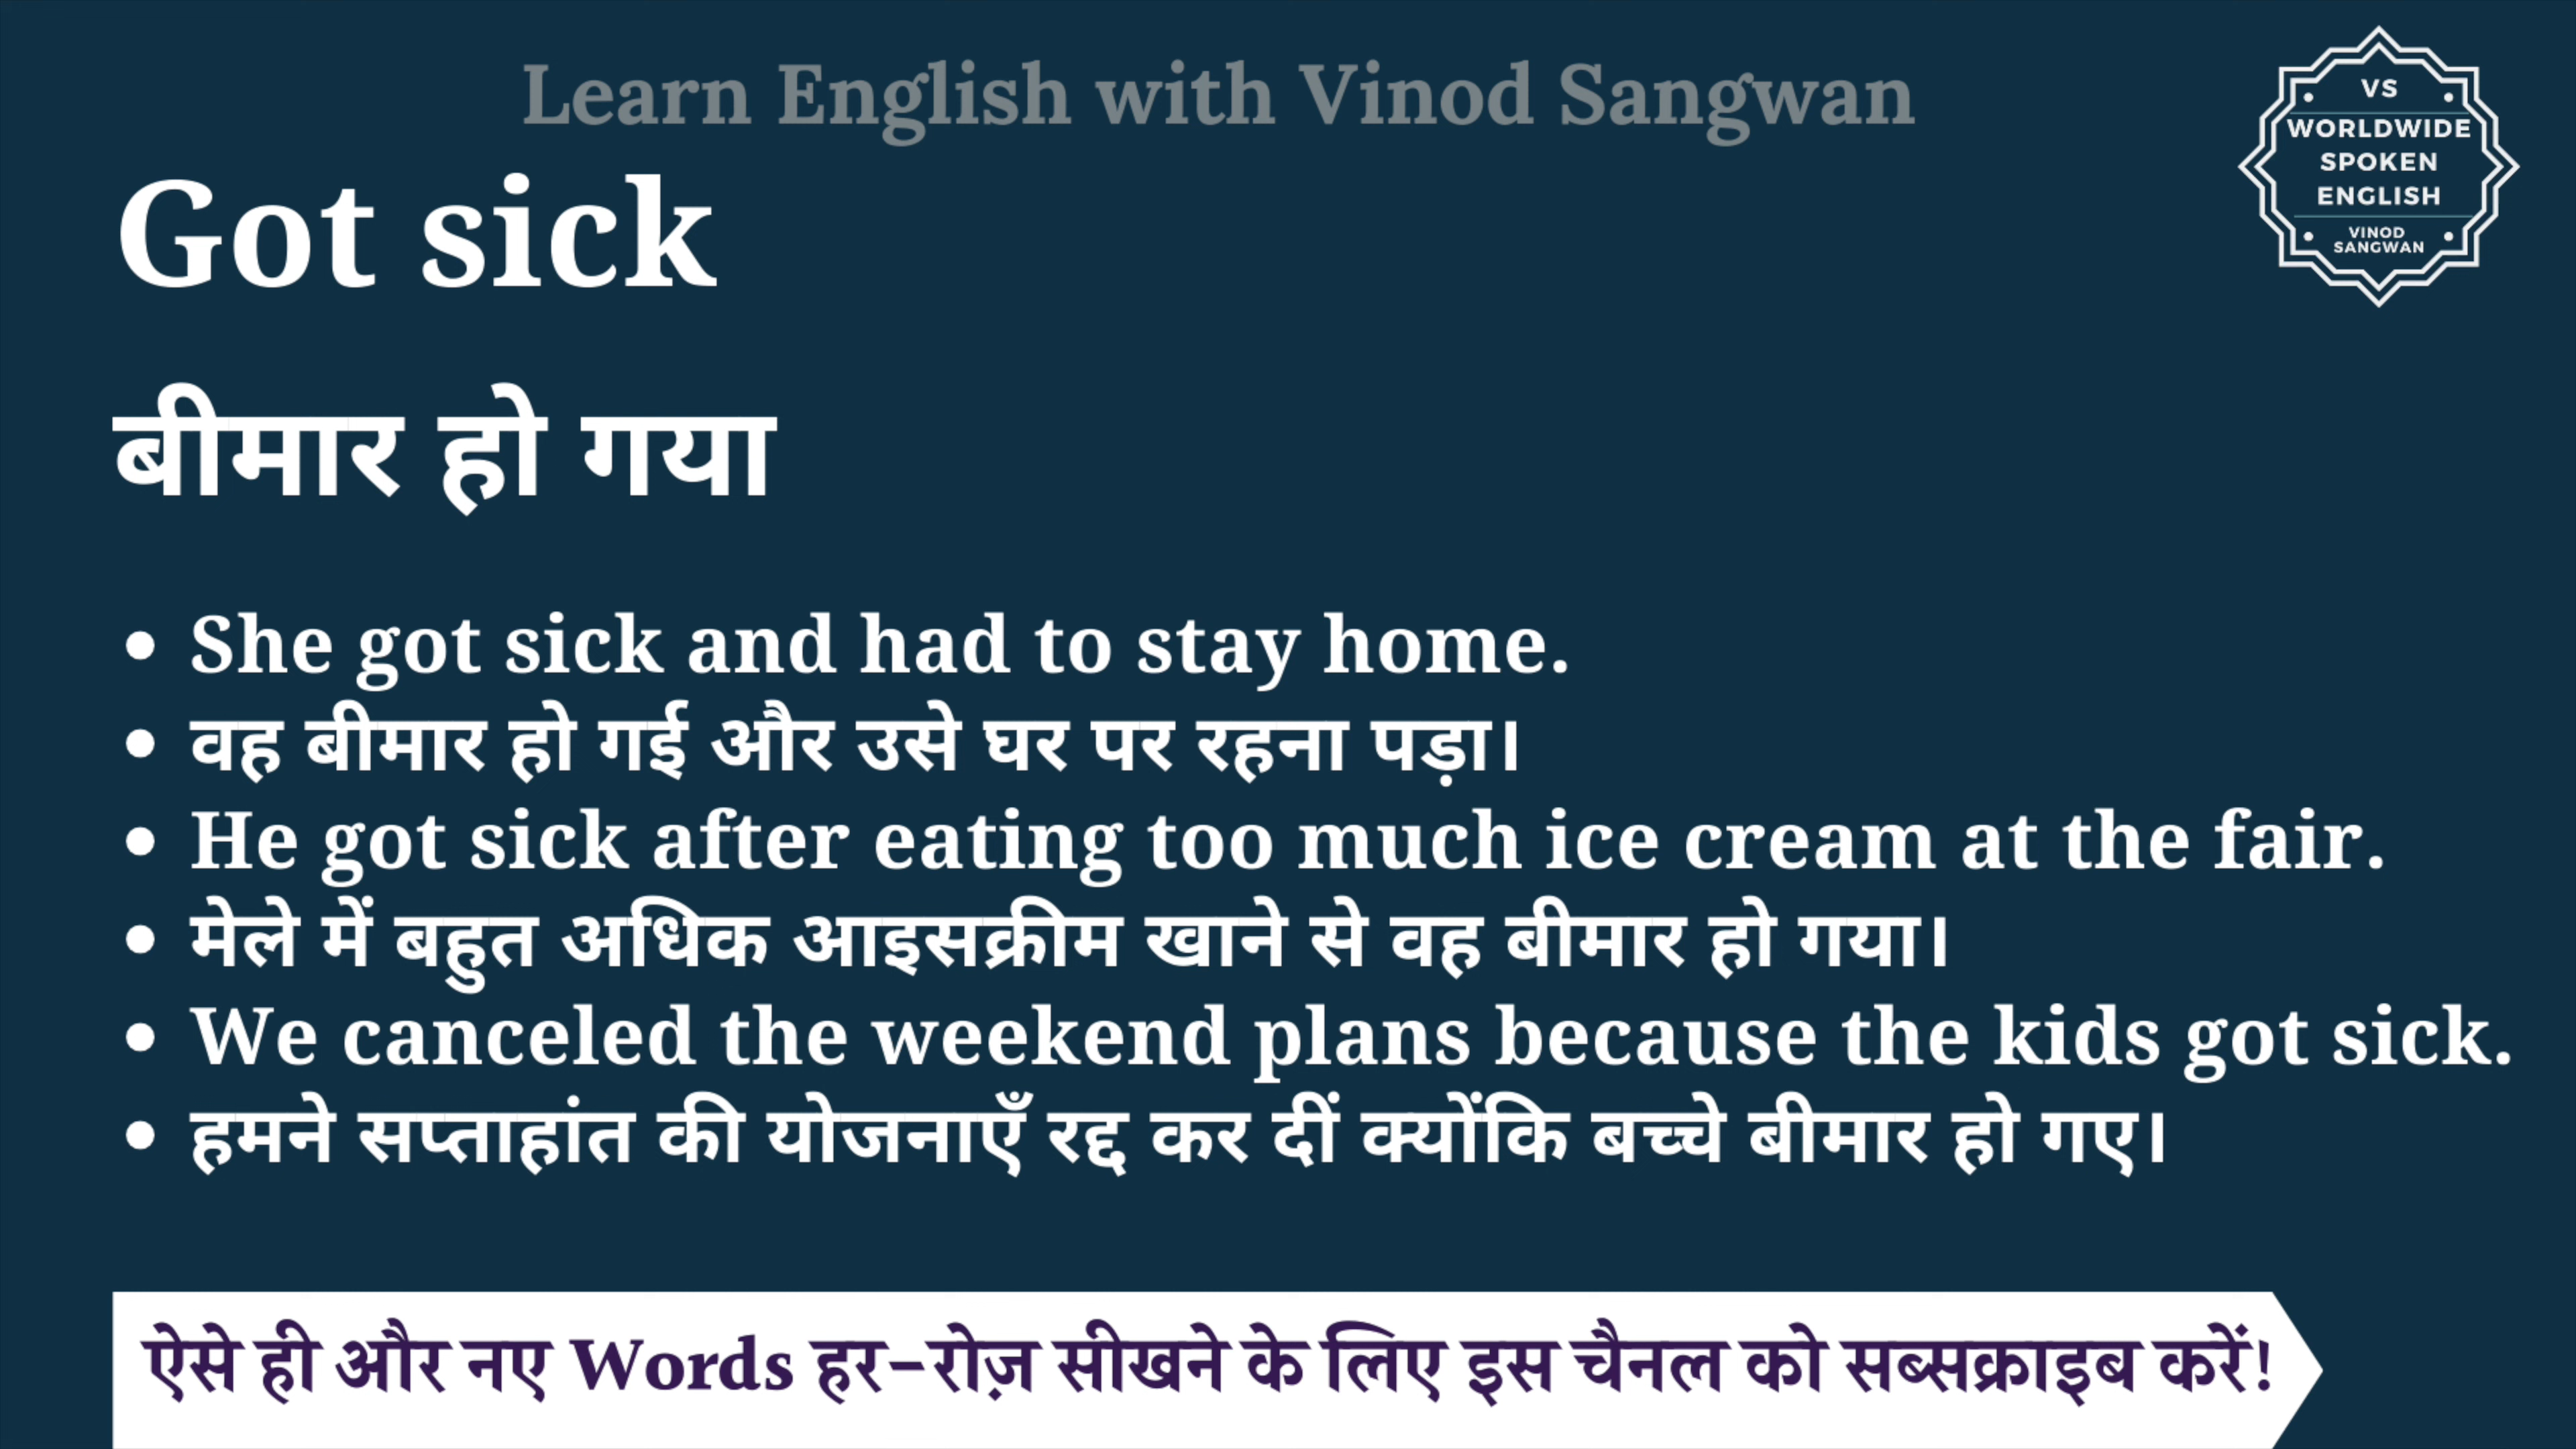 Learn English with Vinod Sangwan
VS
WORLDWIDE
SPOKEN
ENGLISH
VINOD
SANGWAN
Got sick
बीमार हो गया
• She got sick and had to stay home.
• वह बीमार हो गई और उसे घर पर रहना पड़ा।
• He got sick after eating too much ice cream at the fair.
• मेले में बहुत अधिक आइसक्रीम खाने से वह बीमार हो गया।
• We canceled the weekend plans because the kids got sick.
• हमने सप्ताहांत की योजनाएँ रद्द कर दीं क्योंकि बच्चे बीमार हो गए।
ऐसे ही और नए Words हर-रोज़ सीखने के लिए इस चैनल को सब्सक्राइब करें!